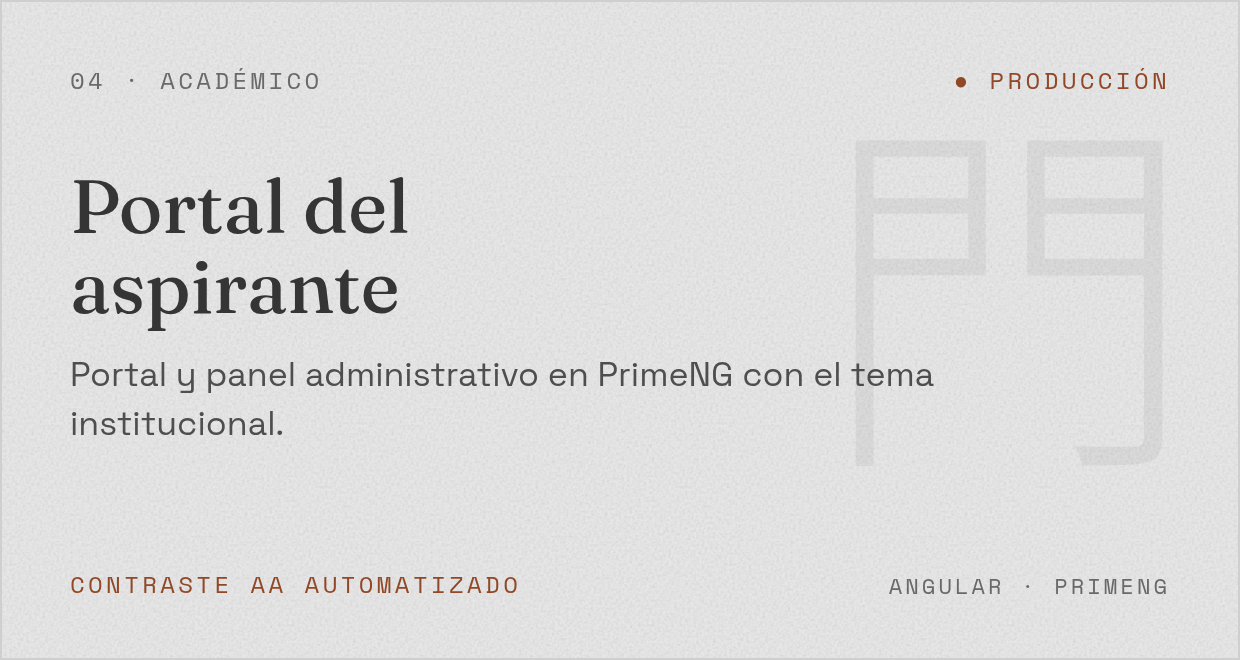 04 · ACADÉMICO
● PRODUCCIÓN
門
Portal del
aspirante
Portal y panel administrativo en PrimeNG con el tema
institucional.
CONTRASTE AA AUTOMATIZADO
ANGULAR · PRIMENG